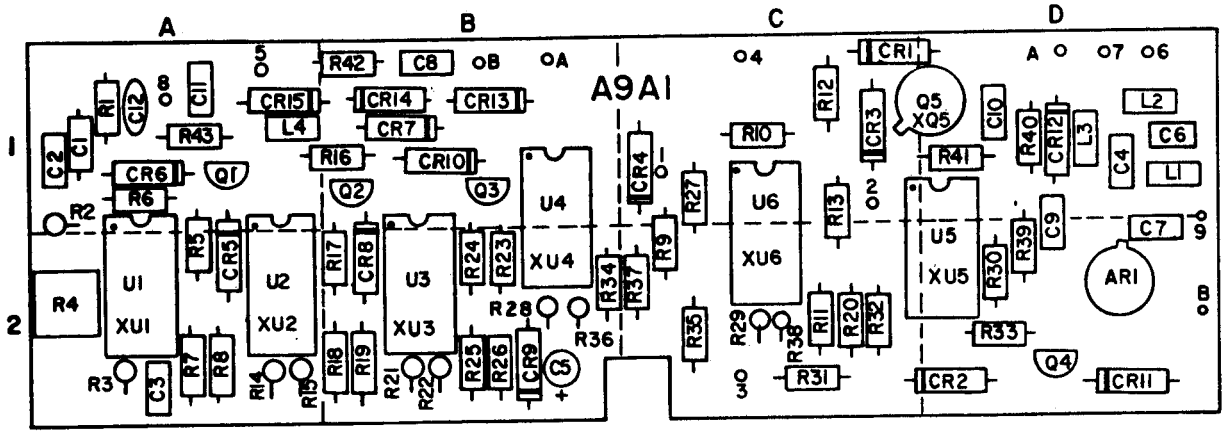 A B C D
5 R42 C8 B A 4 CR1 A 7 6
8 C11 A9A1
R1 C12 CR15 CR14 CR13 R12 CR3 Q5 XQ5 C10 L2
1 C2 C1 R43 L4 CR7 R10 R40 CR12 L3 C6
R16 CR10 CR4 1 R41 C4 L1
CR6 Q1 Q2 Q3 U4 R27 U6 R13 2
R6
R2 R5 CR5 R17 CR8 R24 R23 R9 U5 R39 C9 C7 9
R4 U1 U2 U3 XU4 R34 R37 XU6 XU5 R30 AR1
2 XU1 XU2 XU3 R28 R36 R35 R29 R38 R11 R20 R32 R33 B
R3 C3 R7 R8 R14 R15 R18 R19 R21 R22 R25 R26 CR9 C5 + 3 R31 CR2 Q4 CR11